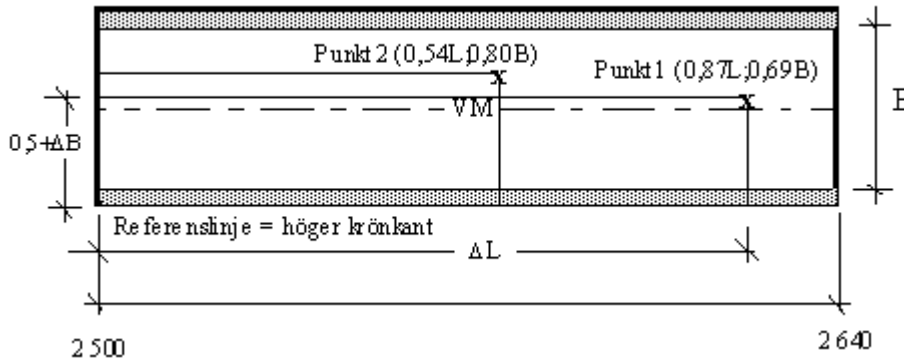 Punkt 2 (0,54L;0,80B)
Punkt 1 (0,87L;0,69B)
B
VM
0,5+ΔB
Referenslinje = höger krönkant
ΔL
2 500
2 640